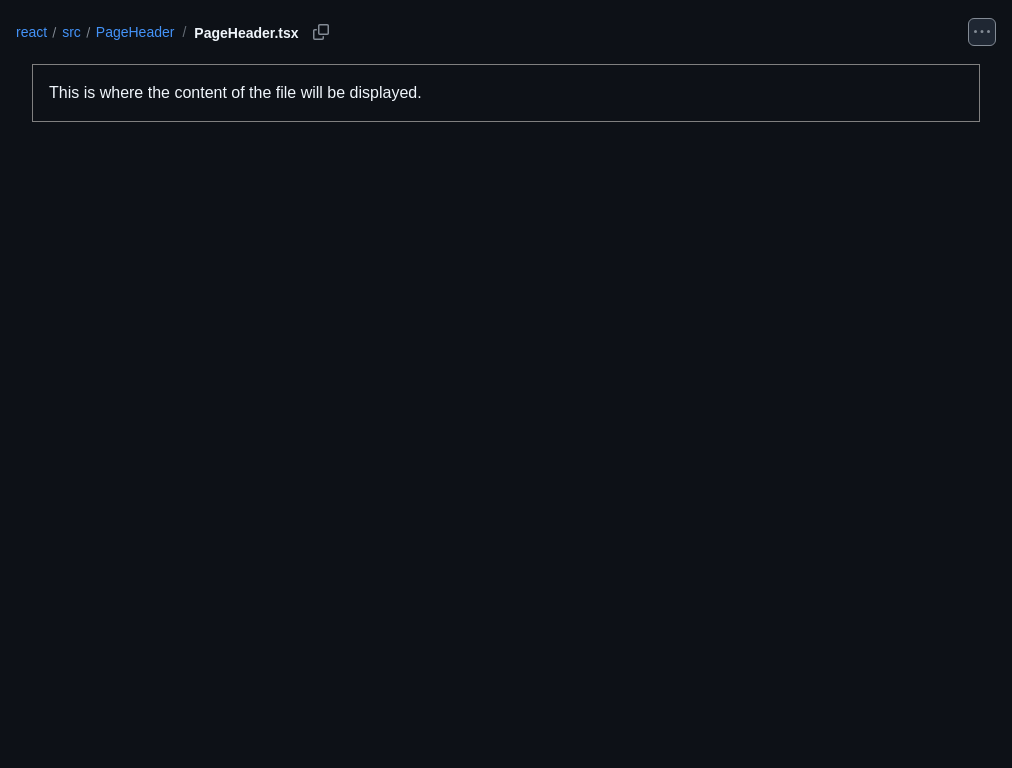 react / src / PageHeader / PageHeader.tsx
This is where the content of the file will be displayed.